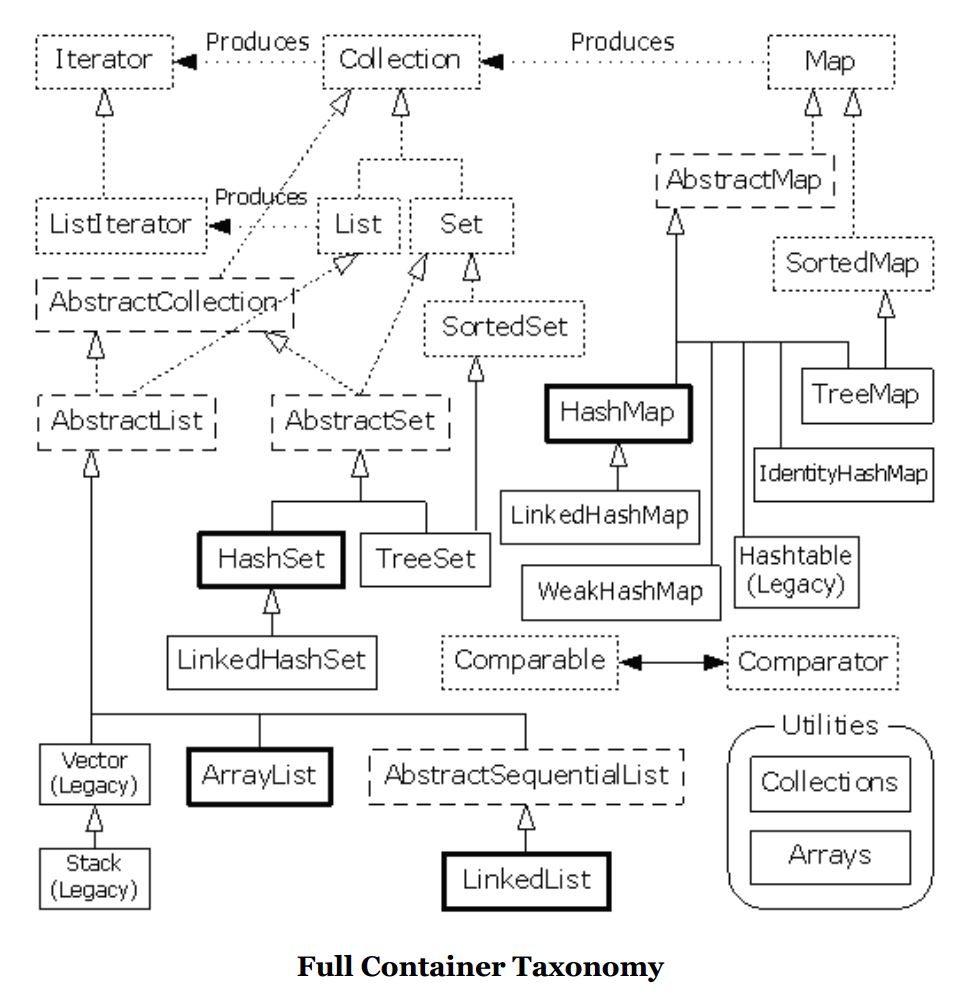 Produces
Produces
Iterator
Collection
Map
AbstractMap
Produces
ListIterator
List
Set
SortedMap
AbstractCollection
SortedSet
TreeMap
AbstractList
AbstractSet
HashMap
IdentityHashMap
LinkedHashMap
HashSet
TreeSet
Hashtable
(Legacy)
WeakHashMap
LinkedHashSet
Comparable
Comparator
Utilities
Vector
(Legacy)
ArrayList
AbstractSequentialList
Collections
Arrays
Stack
(Legacy)
LinkedList
Full Container Taxonomy